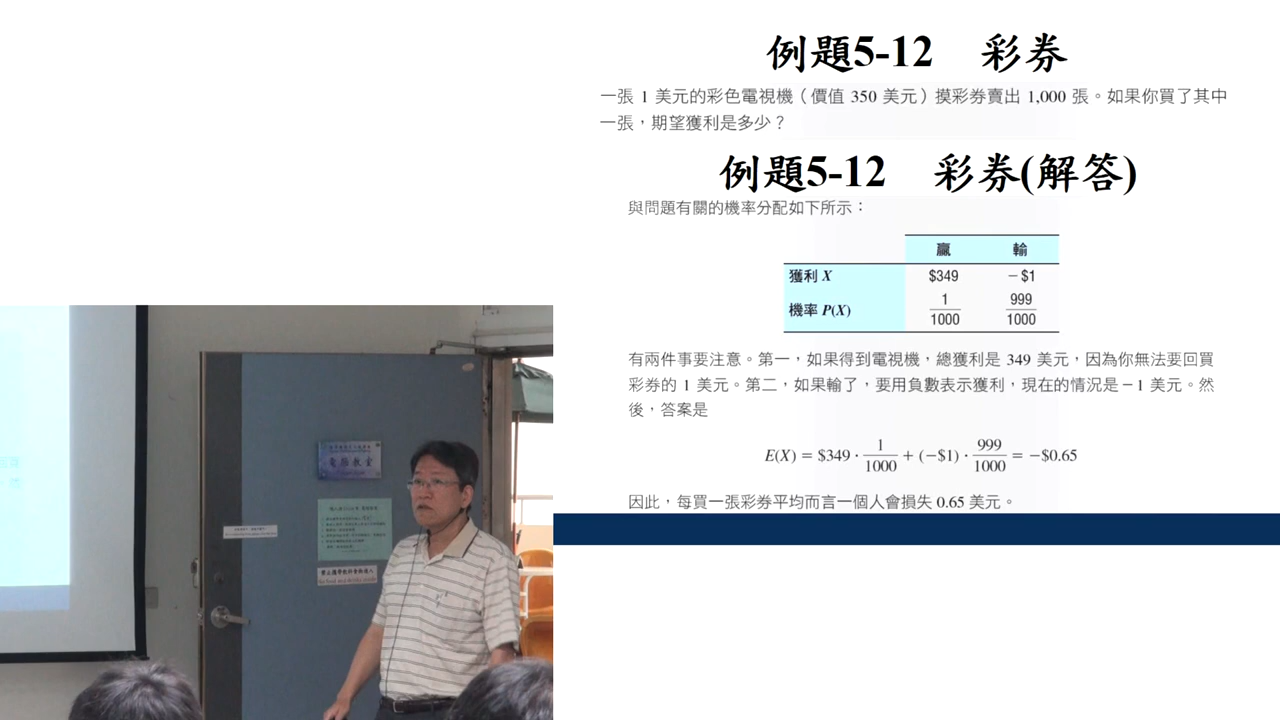 例題5-12 彩券
一張 1 美元的彩色電視機（價值 350 美元）摸彩券賣出 1,000 張。如果你買了其中
一張，期望獲利是多少？
例題5-12 彩券(解答)
與問題有關的機率分配如下所示：
贏 輸
獲利 X $349 −$1
機率 P(X) 1/1000 999/1000
有兩件事要注意。第一，如果得到電視機，總獲利是 349 美元，因為你無法要回買
彩券的 1 美元。第二，如果輸了，要用負數表示獲利，現在的情況是−1 美元。然
後，答案是
E(X) = $349 · 1/1000 + (−$1) · 999/1000 = −$0.65
因此，每買一張彩券平均而言一個人會損失 0.65 美元。
電腦教室